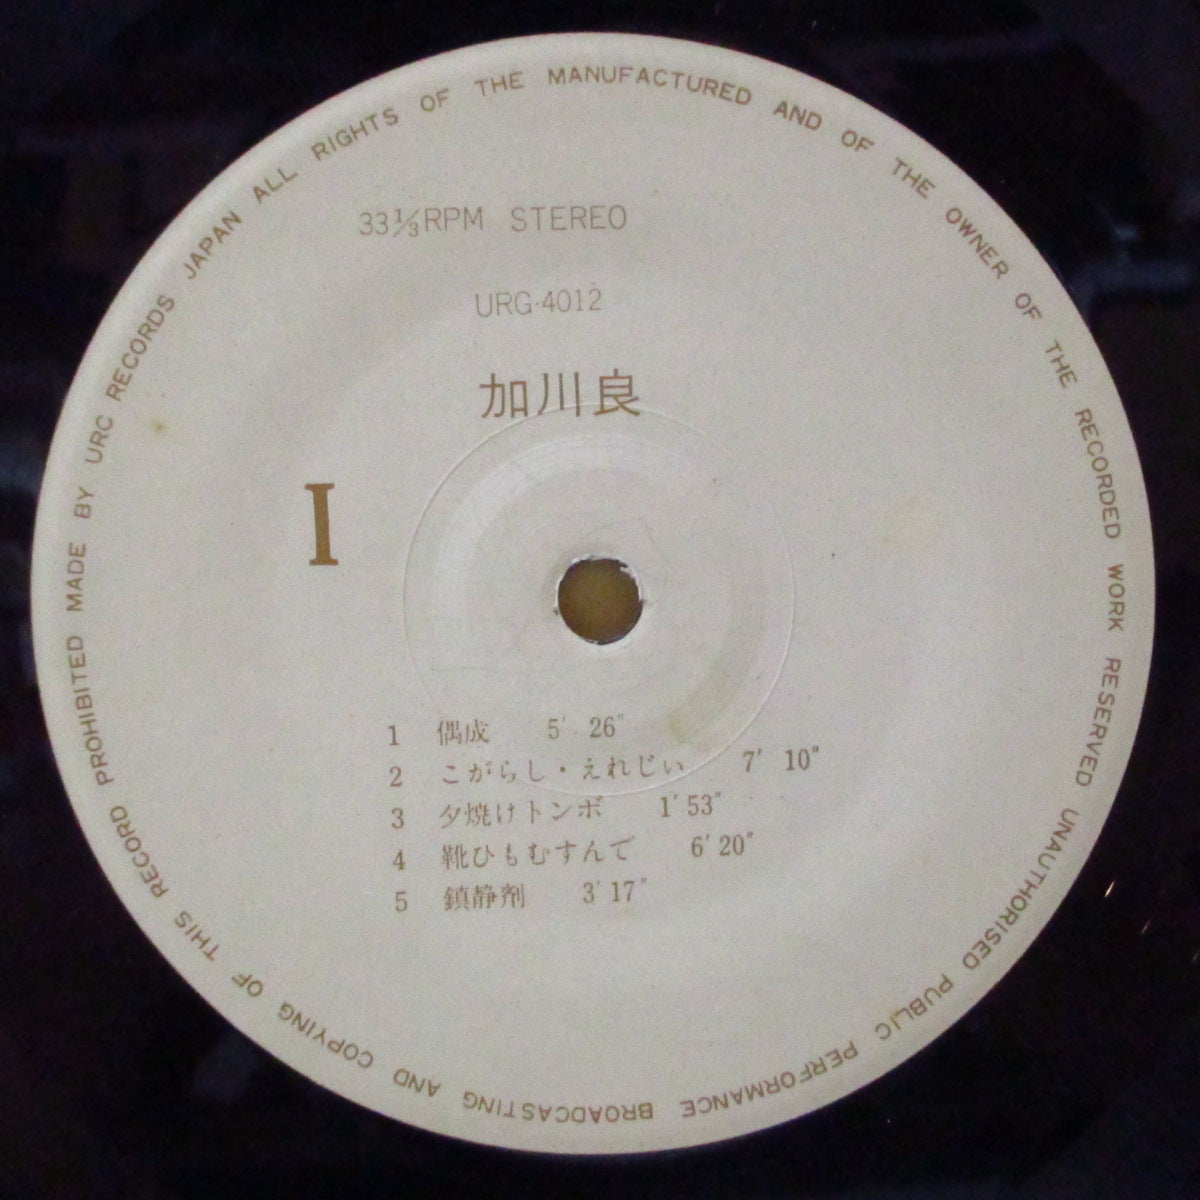 MADE BY URC RECORDS JAPAN ALL RIGHTS OF THE MANUFACTURED AND OF THE OWNER OF THE RECORDED WORK RESERVED UNAUTHORISED PUBLIC PERFORMANCE BROADCASTING AND COPYING OF THIS RECORD PROHIBITED
33⅓RPM STEREO
URG-4012
加川良
I
1 偶成 5′ 26″
2 こがらし・えれじい 7′ 10″
3 夕焼けトンボ 1′ 53″
4 靴ひもむすんで 6′ 20″
5 鎮静剤 3′ 17″